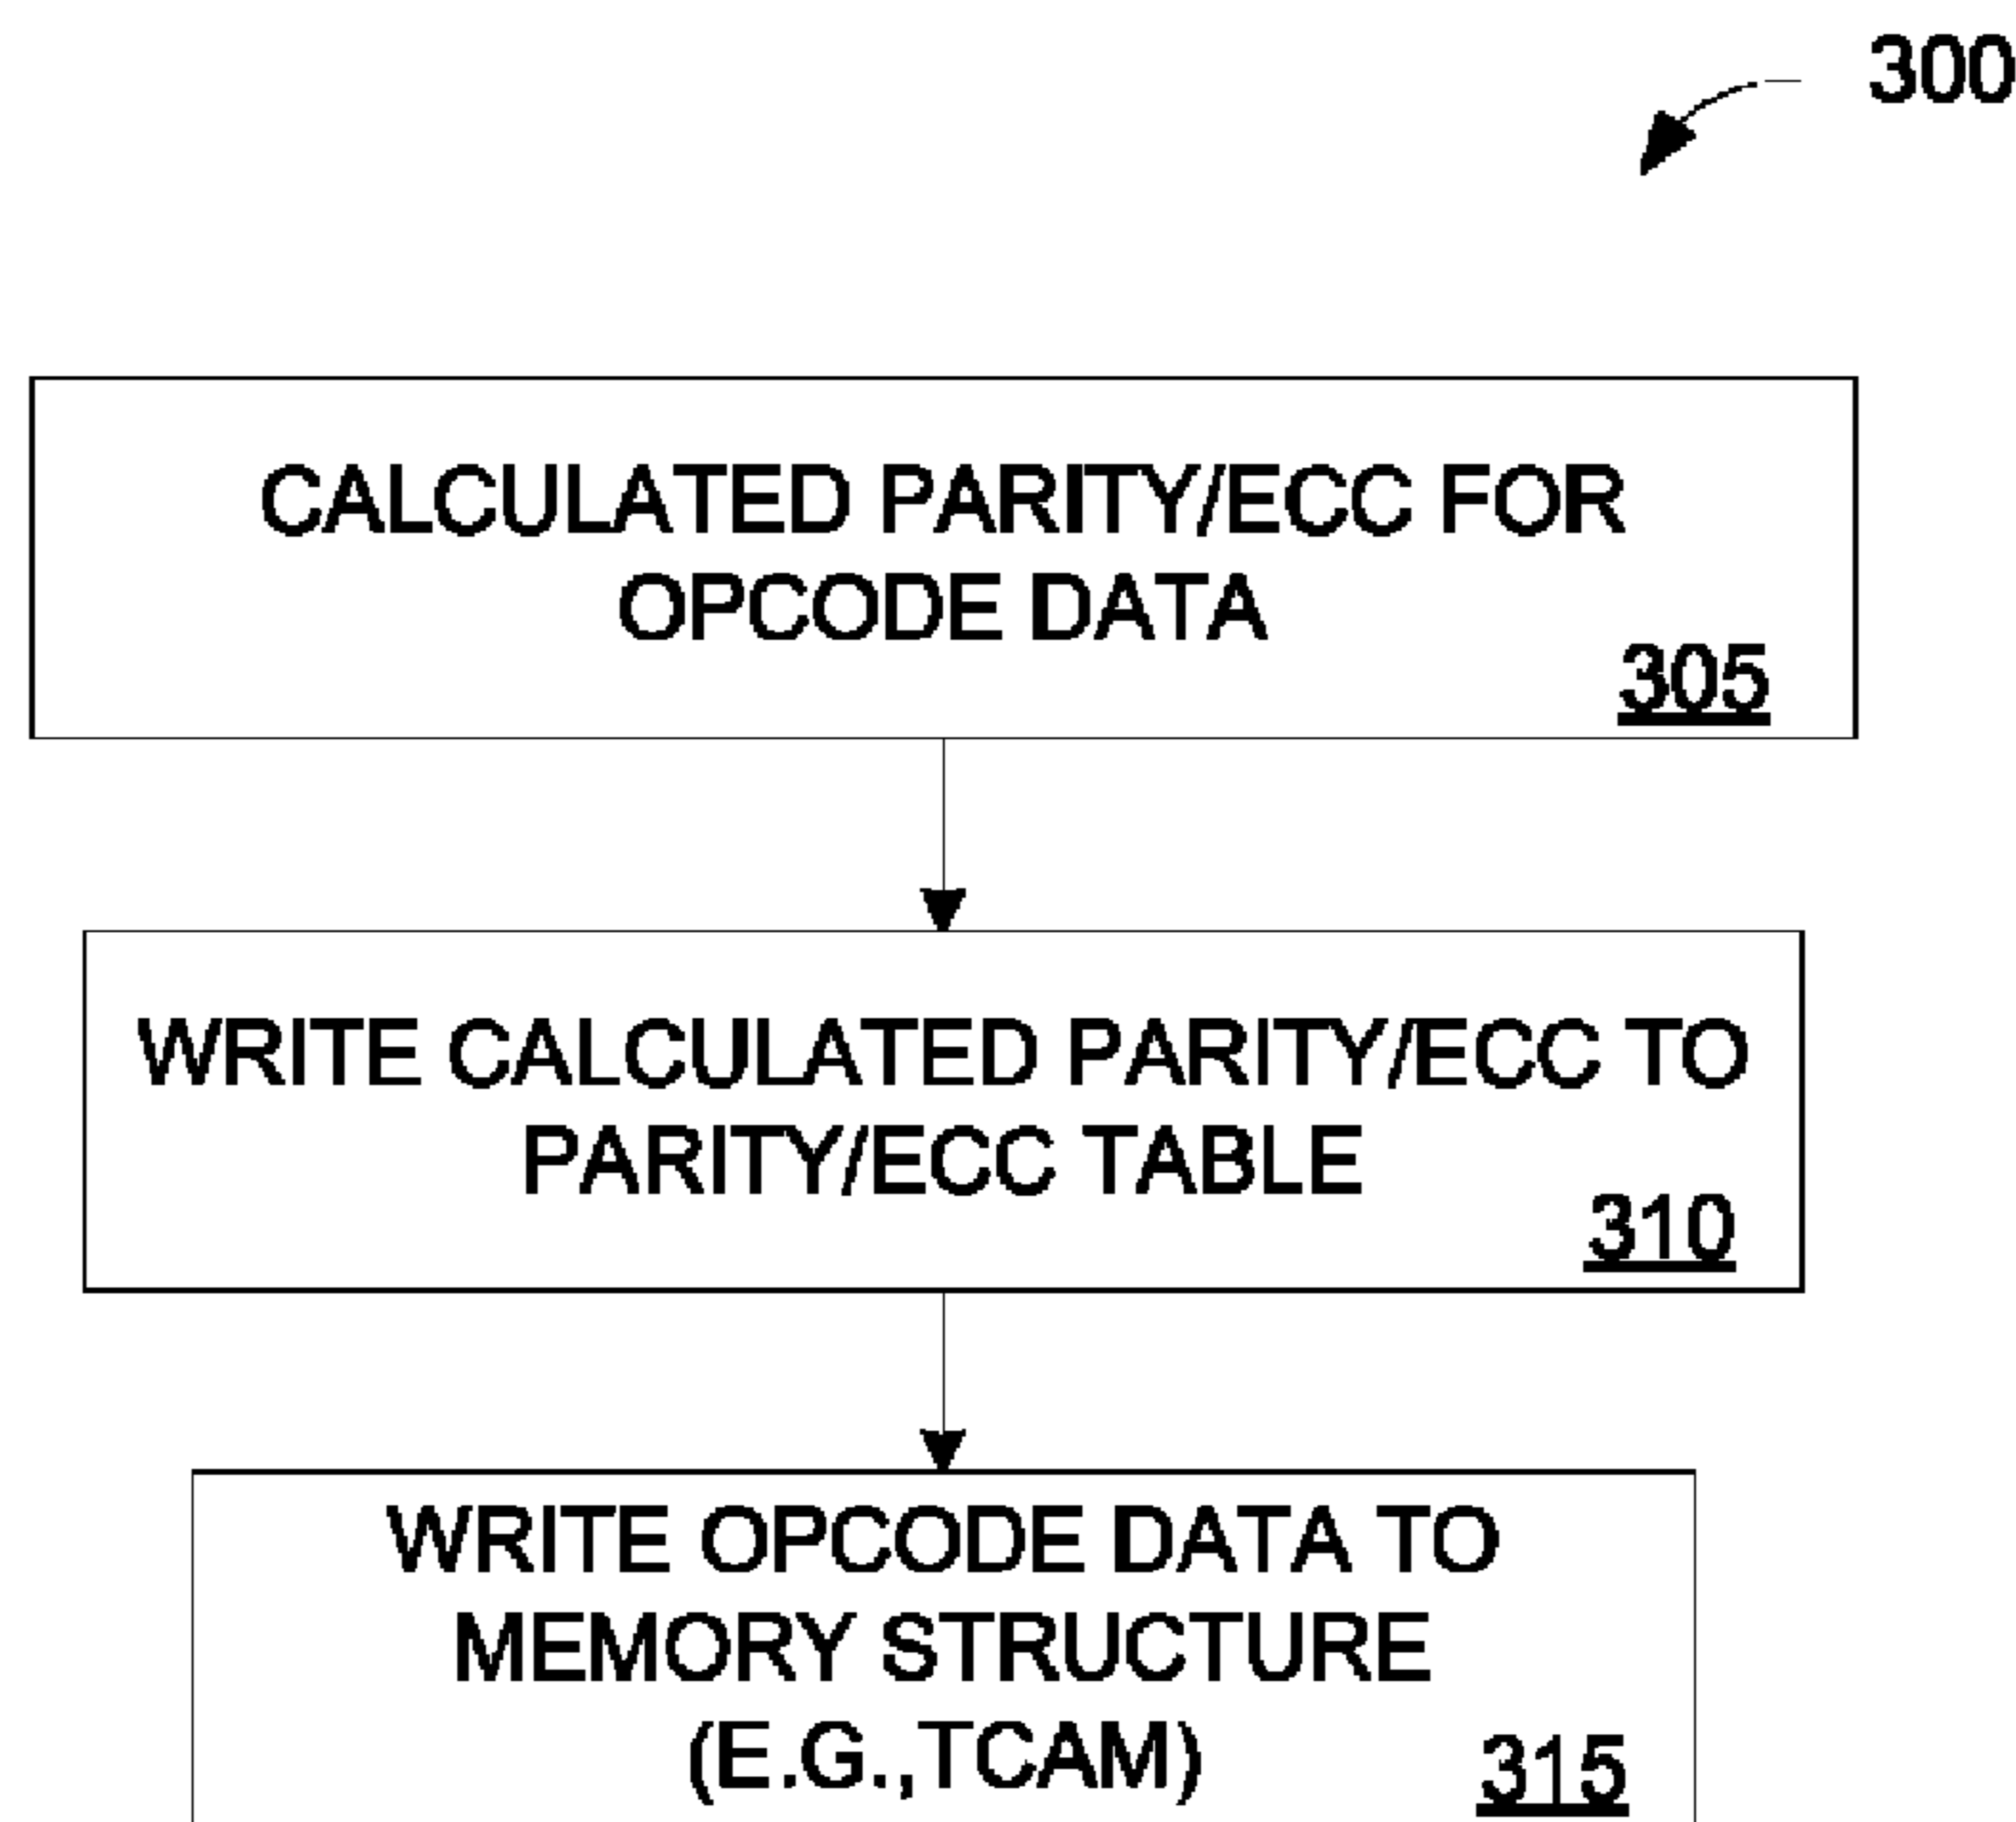 300
CALCULATED PARITY/ECC FOR
OPCODE DATA
305
WRITE CALCULATED PARITY/ECC TO
PARITY/ECC TABLE
310
WRITE OPCODE DATA TO
MEMORY STRUCTURE
(E.G.,TCAM)
315